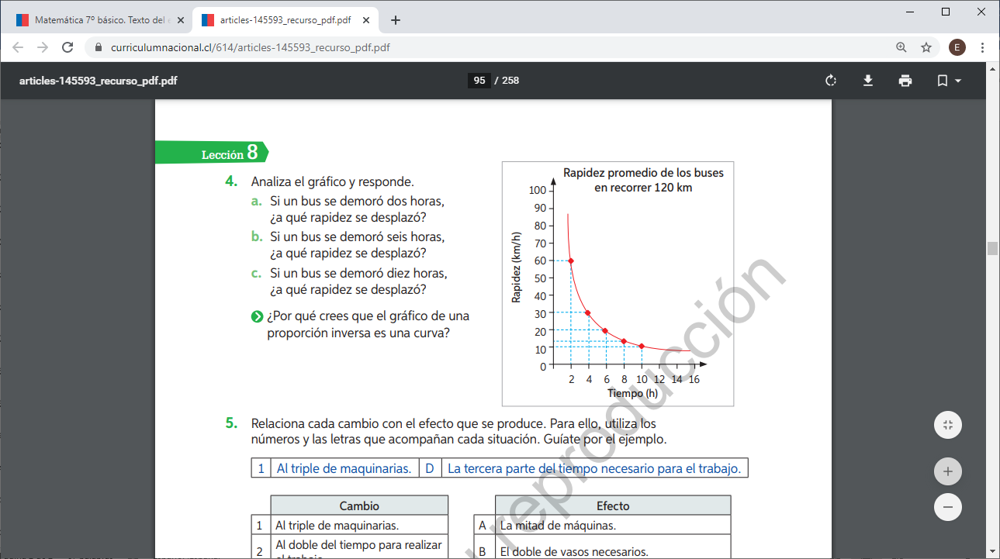 Matemática 7º básico. Texto del e
articles-145593_recurso_pdf.pdf
curriculumnacional.cl/614/articles-145593_recurso_pdf.pdf
E
articles-145593_recurso_pdf.pdf
95 / 258
Lección 8
4. Analiza el gráfico y responde.
a. Si un bus se demoró dos horas,
¿a qué rapidez se desplazó?
b. Si un bus se demoró seis horas,
¿a qué rapidez se desplazó?
c. Si un bus se demoró diez horas,
¿a qué rapidez se desplazó?
¿Por qué crees que el gráfico de una
proporción inversa es una curva?
Rapidez promedio de los buses
en recorrer 120 km
Rapidez (km/h)
100
90
80
70
60
50
40
30
20
10
0
2 4 6 8 10 12 14 16
Tiempo (h)
5. Relaciona cada cambio con el efecto que se produce. Para ello, utiliza los
números y las letras que acompañan cada situación. Guíate por el ejemplo.
1 Al triple de maquinarias. D La tercera parte del tiempo necesario para el trabajo.
Cambio
1 Al triple de maquinarias.
2 Al doble del tiempo para realizar
el trabajo
Efecto
A La mitad de máquinas.
B El doble de vasos necesarios.
reproducción